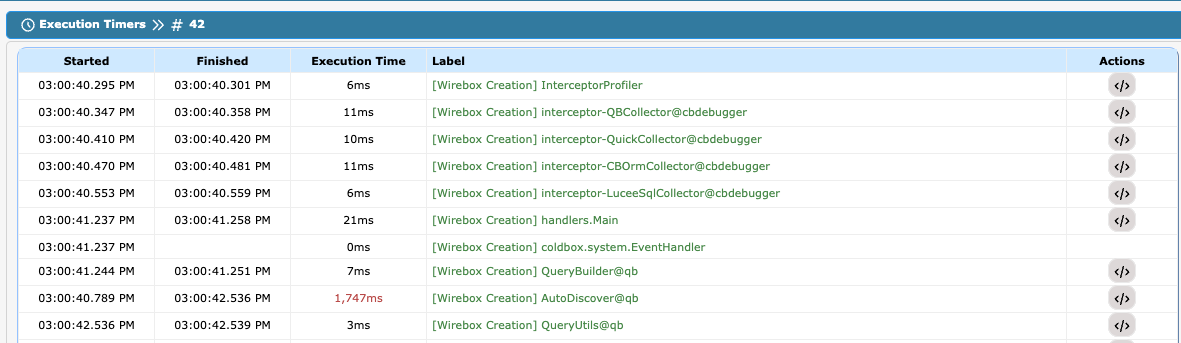 Execution Timers >> # 42
Started Finished Execution Time Label Actions
03:00:40.295 PM 03:00:40.301 PM 6ms [Wirebox Creation] InterceptorProfiler </>
03:00:40.347 PM 03:00:40.358 PM 11ms [Wirebox Creation] interceptor-QBCollector@cbdebugger </>
03:00:40.410 PM 03:00:40.420 PM 10ms [Wirebox Creation] interceptor-QuickCollector@cbdebugger </>
03:00:40.470 PM 03:00:40.481 PM 11ms [Wirebox Creation] interceptor-CBOrmCollector@cbdebugger </>
03:00:40.553 PM 03:00:40.559 PM 6ms [Wirebox Creation] interceptor-LuceeSqlCollector@cbdebugger </>
03:00:41.237 PM 03:00:41.258 PM 21ms [Wirebox Creation] handlers.Main </>
03:00:41.237 PM 0ms [Wirebox Creation] coldbox.system.EventHandler
03:00:41.244 PM 03:00:41.251 PM 7ms [Wirebox Creation] QueryBuilder@qb </>
03:00:40.789 PM 03:00:42.536 PM 1,747ms [Wirebox Creation] AutoDiscover@qb </>
03:00:42.536 PM 03:00:42.539 PM 3ms [Wirebox Creation] QueryUtils@qb </>